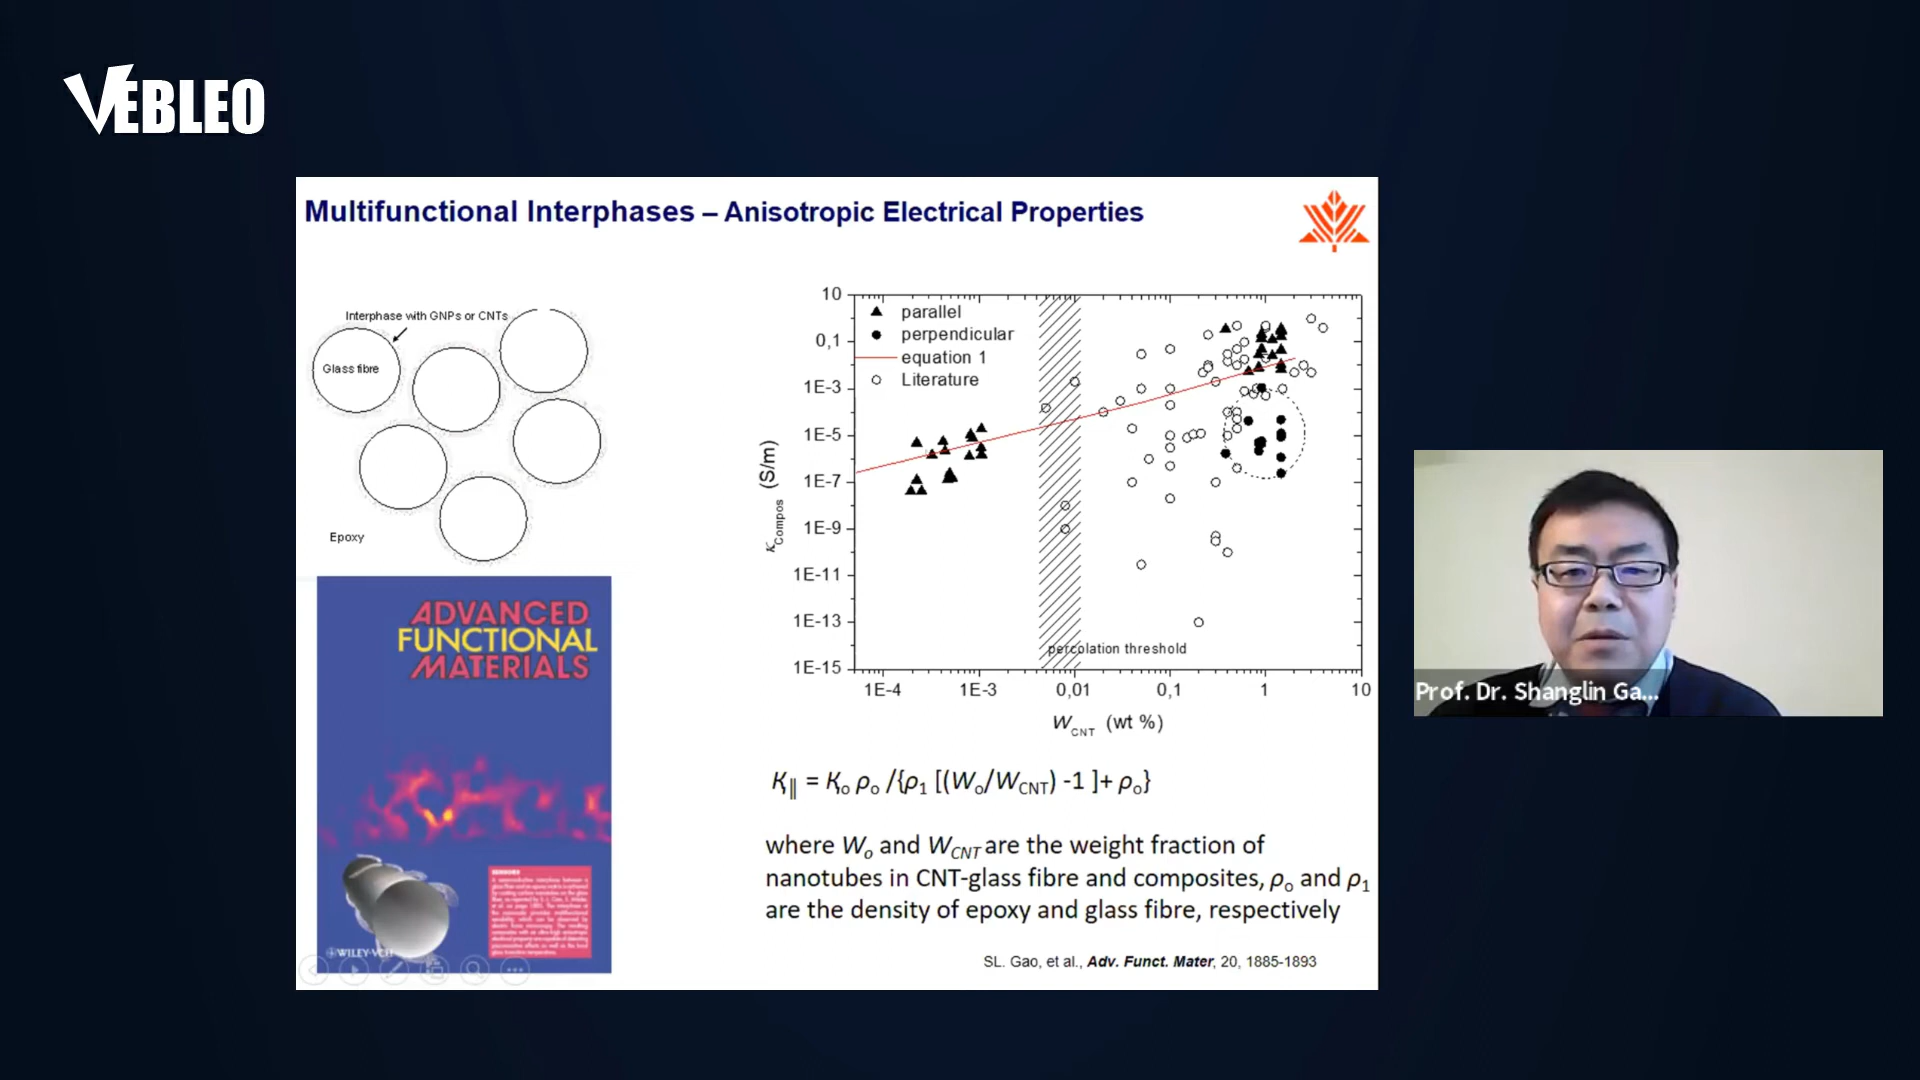 VEBLEO
Multifunctional Interphases – Anisotropic Electrical Properties
Interphase with GNPs or CNTs
Glass fibre
Epoxy
ADVANCED
FUNCTIONAL
MATERIALS
WILEY-VCH
10
0,1
1E-3
1E-5
1E-7
1E-9
1E-11
1E-13
1E-15
κCompos (S/m)
parallel
perpendicular
equation 1
Literature
percolation threshold
1E-4 1E-3 0,01 0,1 1 10
WCNT (wt %)
Ϗ∥ = Ϗo ρo /{ρ1 [(Wo/WCNT) -1 ]+ ρo}
where Wo and WCNT are the weight fraction of
nanotubes in CNT-glass fibre and composites, ρo and ρ1
are the density of epoxy and glass fibre, respectively
SL. Gao, et al., Adv. Funct. Mater, 20, 1885-1893
Prof. Dr. Shanglin Ga...